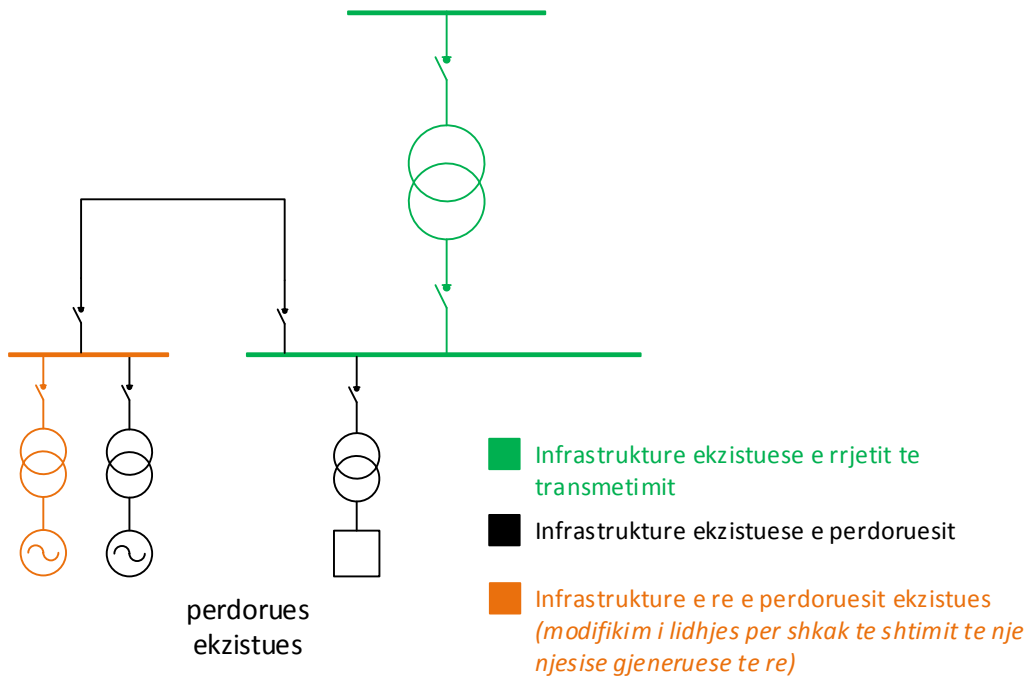 Infrastrukture ekzistuese e rrjetit te
transmetimit
Infrastrukture ekzistuese e perdoruesit
Infrastrukture e re e perdoruesit ekzistues
(modifikim i lidhjes per shkak te shtimit te nje
njesise gjeneruese te re)
perdorues
ekzistues